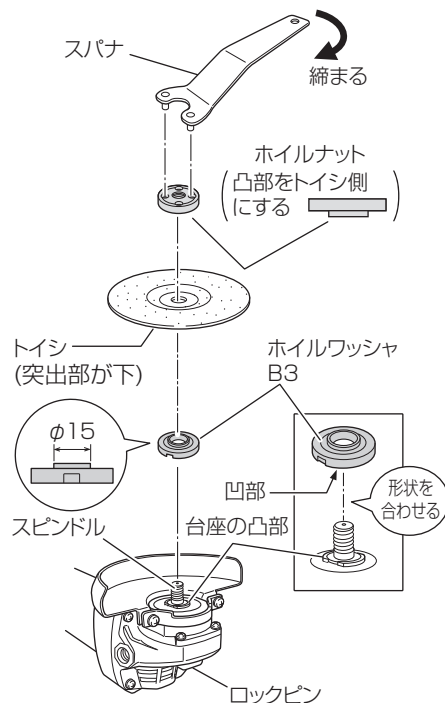 スパナ
締まる
ホイルナット
(凸部をトイシ側
にする)
トイシ
(突出部が下)
ホイルワッシャ
B3
φ15
凹部
形状を
合わせる
スピンドル
台座の凸部
ロックピン